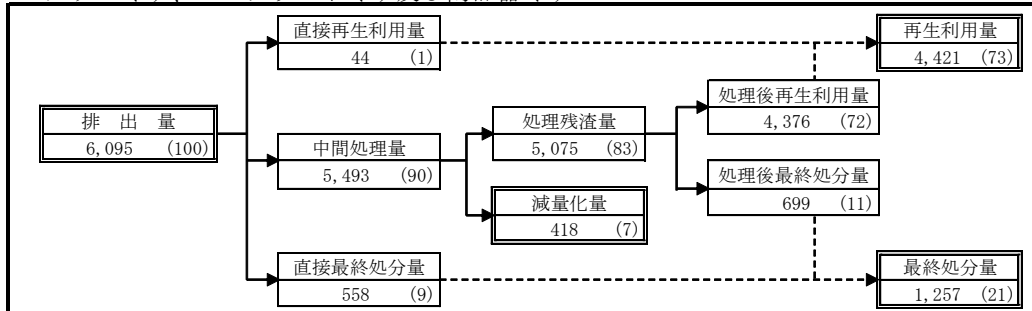 直接再生利用量
44 (1)
再生利用量
4,421 (73)
処理後再生利用量
4,376 (72)
排 出 量
6,095 (100)
処理残渣量
5,075 (83)
中間処理量
5,493 (90)
処理後最終処分量
699 (11)
減量化量
418 (7)
直接最終処分量
558 (9)
最終処分量
1,257 (21)